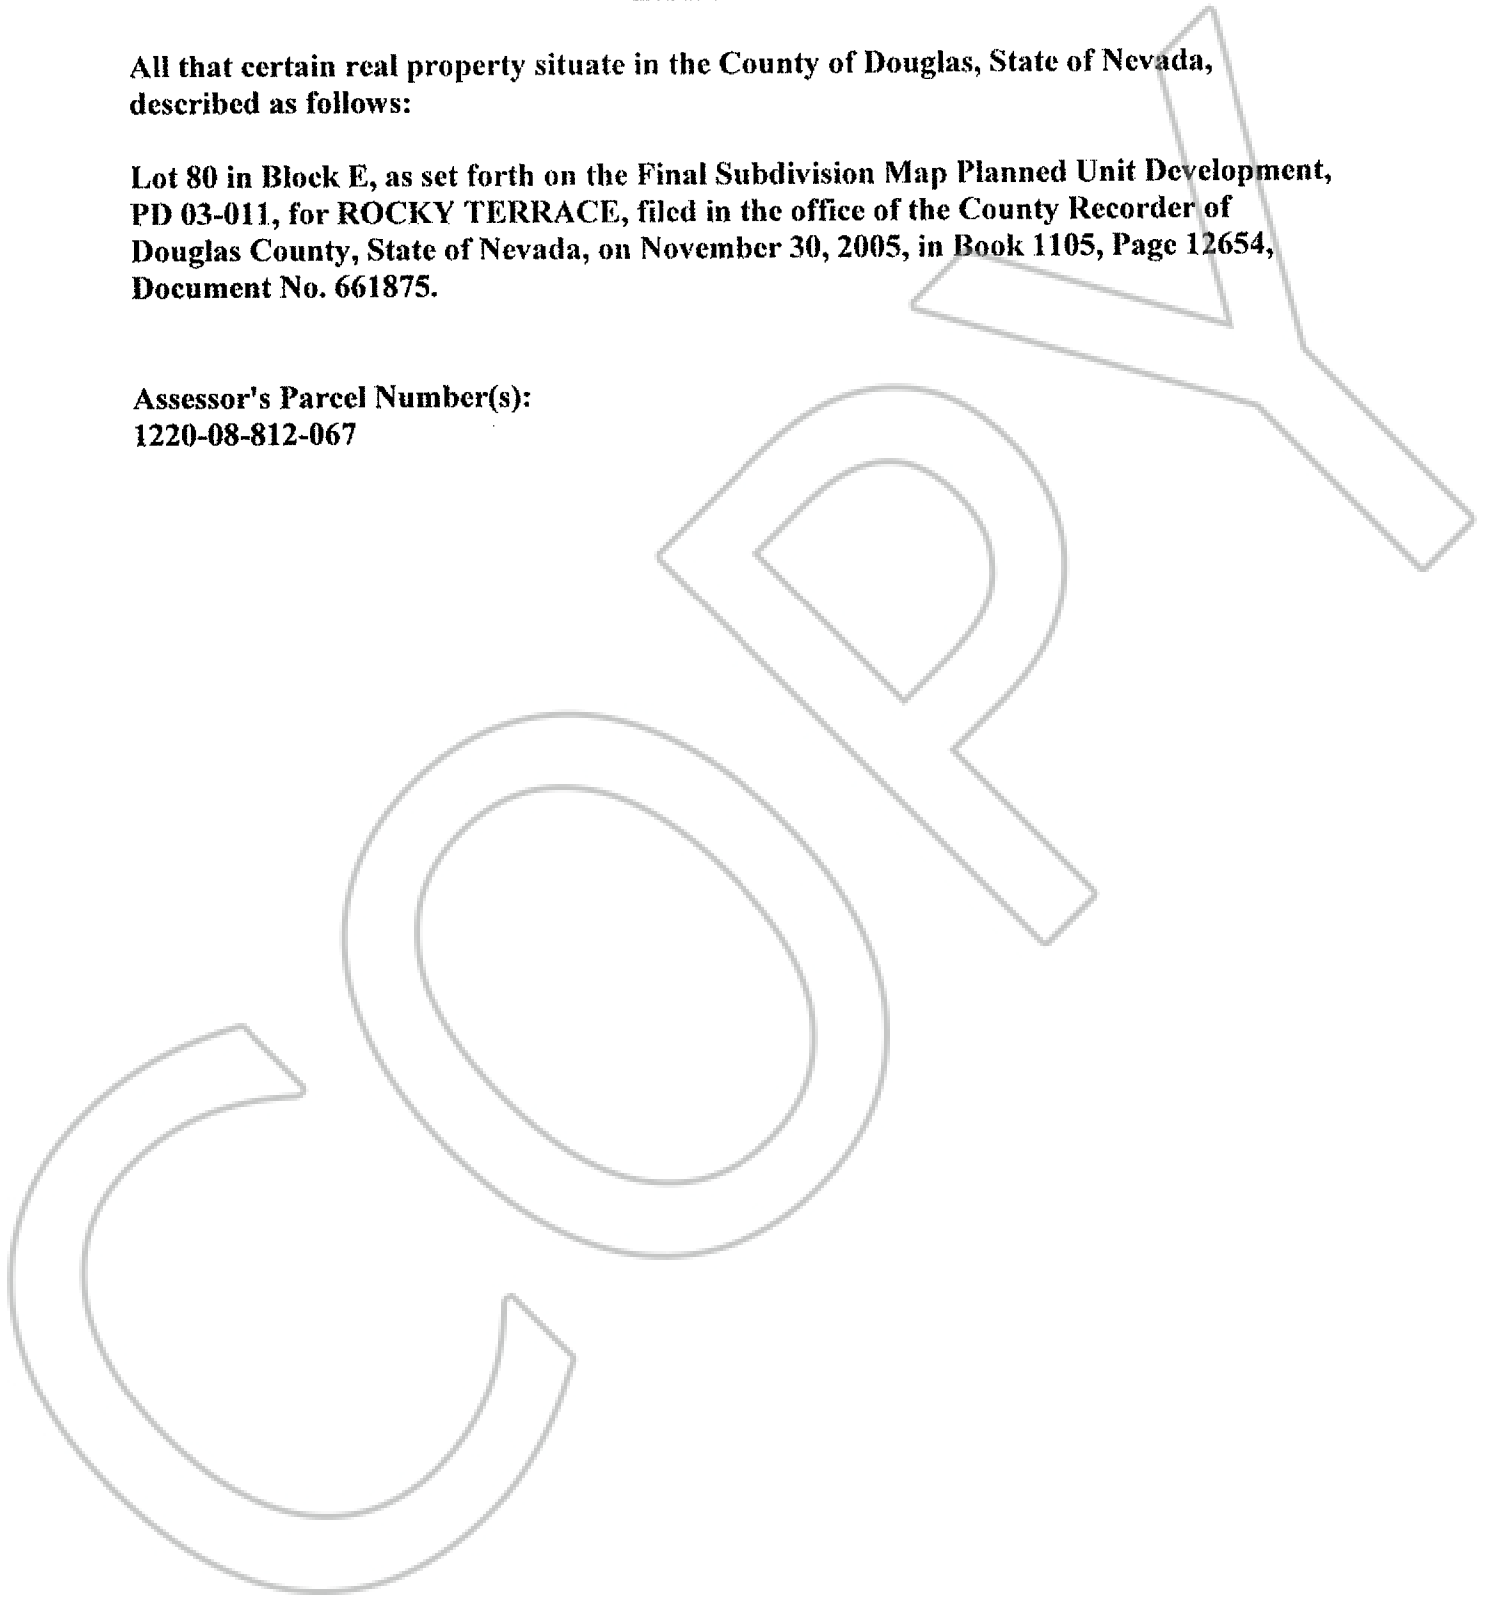 All that certain real property situate in the County of Douglas, State of Nevada,
described as follows:
Lot 80 in Block E, as set forth on the Final Subdivision Map Planned Unit Development,
PD 03-011, for ROCKY TERRACE, filed in the office of the County Recorder of
Douglas County, State of Nevada, on November 30, 2005, in Book 1105, Page 12654,
Document No. 661875.
Assessor's Parcel Number(s):
1220-08-812-067
COPY